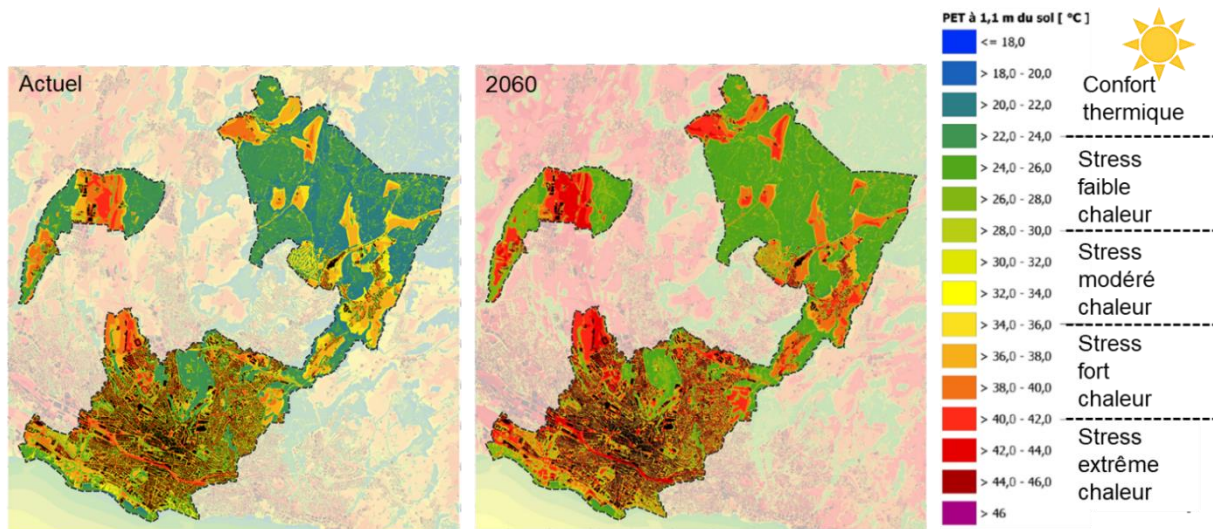 Actuel
2060
PET à 1,1 m du sol [ °C ]
<= 18,0
> 18,0 - 20,0
> 20,0 - 22,0
> 22,0 - 24,0
> 24,0 - 26,0
> 26,0 - 28,0
> 28,0 - 30,0
> 30,0 - 32,0
> 32,0 - 34,0
> 34,0 - 36,0
> 36,0 - 38,0
> 38,0 - 40,0
> 40,0 - 42,0
> 42,0 - 44,0
> 44,0 - 46,0
> 46
Confort
thermique
Stress
faible
chaleur
Stress
modéré
chaleur
Stress
fort
chaleur
Stress
extrême
chaleur